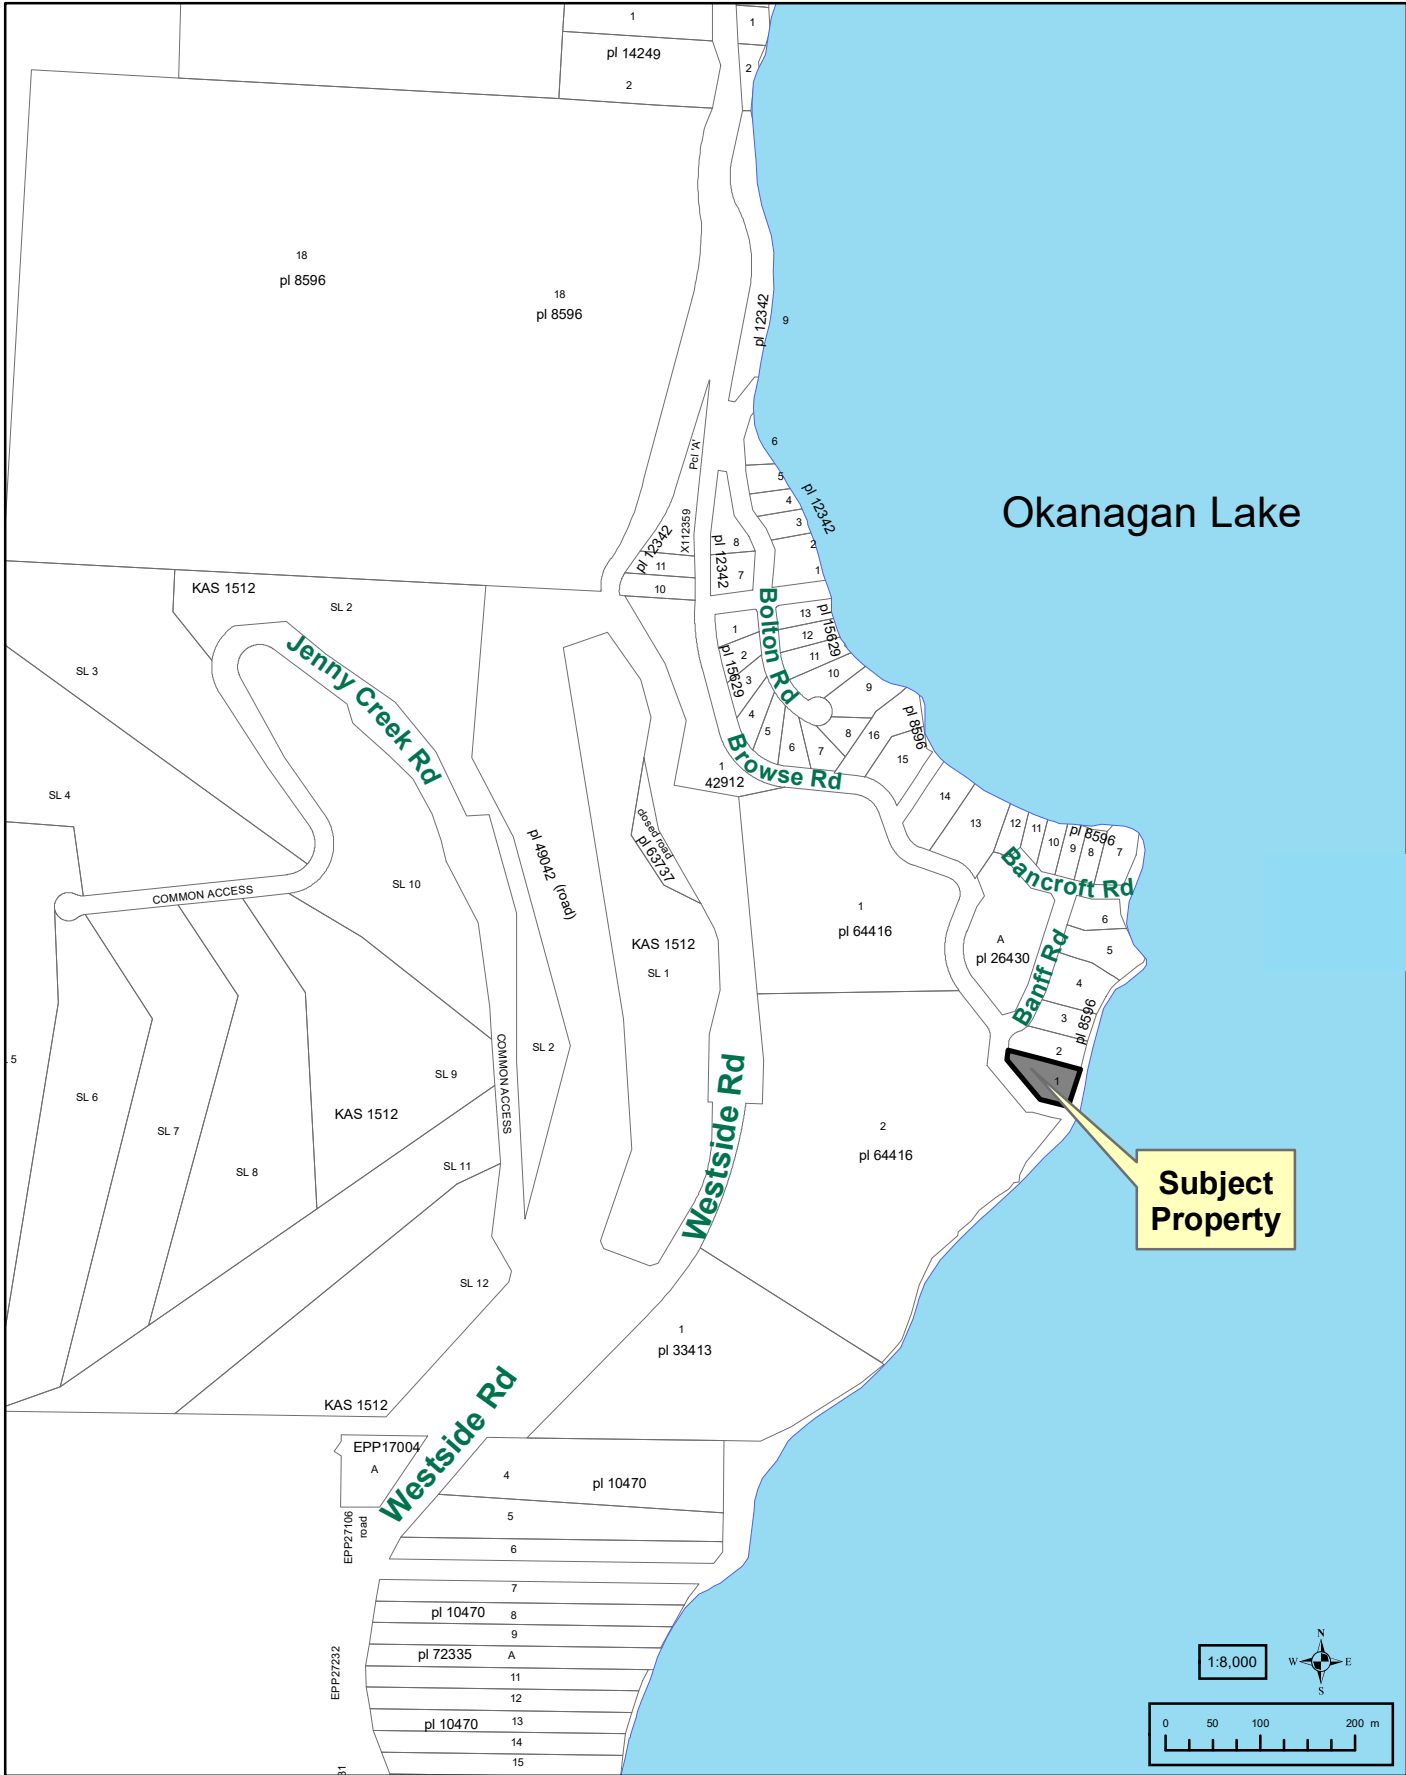 1
pl 14249
2
1
2
18
pl 8596
18
pl 8596
pl 12342
9
Okanagan Lake
Pcl 'A'
X112359
pl 12342
11
10
8
7
pl 12342
6
5
4
3
2
1
pl 12342
Bolton Rd
13
12
11
10
9
pl 15629
1
2
3
4
5
6
7
8
pl 15629
Browse Rd
1
42912
16
15
pl 8596
14
13
12
11
10
9
8
7
pl 8596
Bancroft Rd
6
5
4
3
2
1
pl 8596
Banff Rd
A
pl 26430
1
pl 64416
2
pl 64416
KAS 1512
SL 2
SL 3
SL 4
Jenny Creek Rd
COMMON ACCESS
SL 10
pl 49042 (road)
closed road
pl 63737
KAS 1512
SL 1
SL 2
COMMON ACCESS
SL 9
KAS 1512
5
SL 6
SL 7
SL 8
SL 11
SL 12
KAS 1512
Westside Rd
Subject
Property
1
pl 33413
Westside Rd
EPP17004
A
EPP27106
road
4
pl 10470
5
6
7
pl 10470
8
9
pl 72335
A
EPP27232
11
12
pl 10470
13
14
15
1:8,000
N
W
E
S
0
50
100
200 m